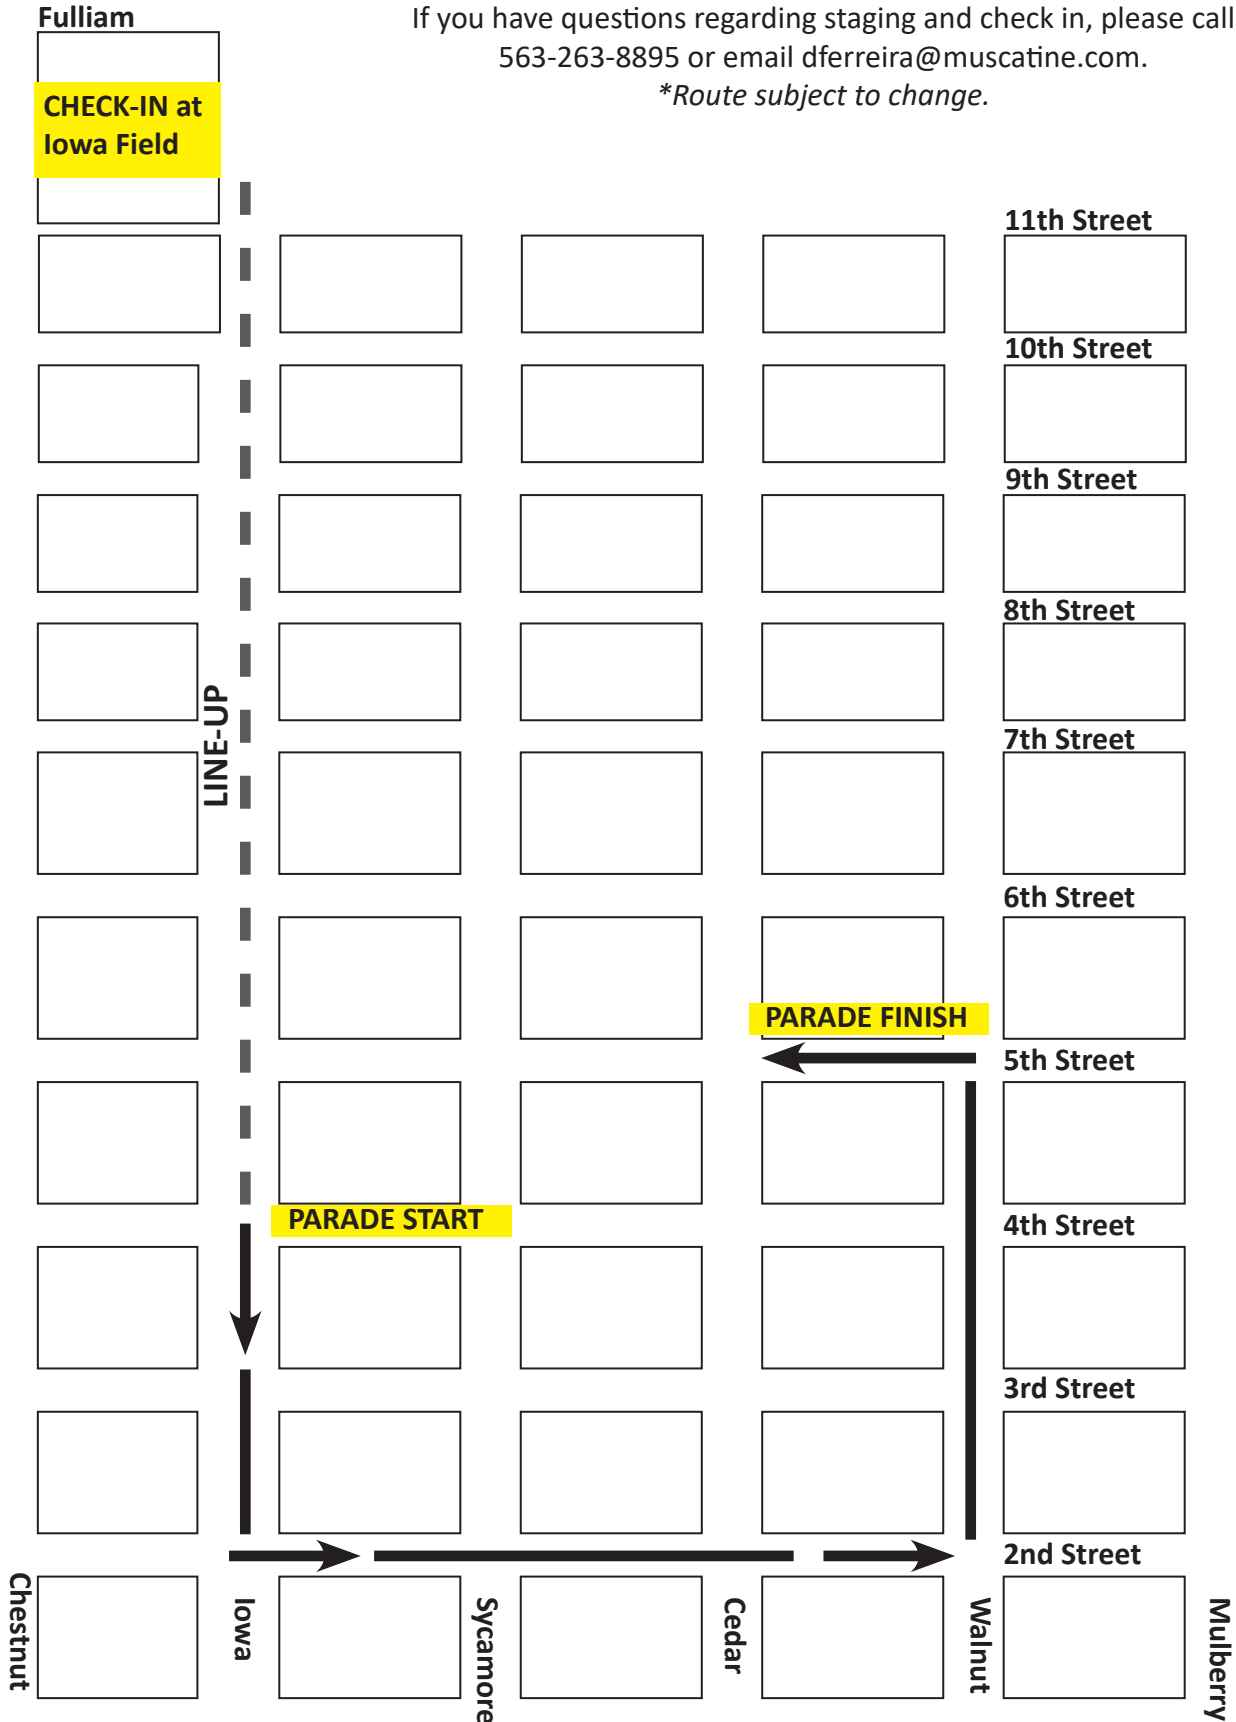 Fulliam
If you have questions regarding staging and check in, please call
563-263-8895 or email dferreira@muscatine.com.
*Route subject to change.
CHECK-IN at
Iowa Field
11th Street
10th Street
9th Street
8th Street
LINE-UP
7th Street
6th Street
PARADE FINISH
5th Street
PARADE START
4th Street
3rd Street
2nd Street
Chestnut
Iowa
Sycamore
Cedar
Walnut
Mulberry